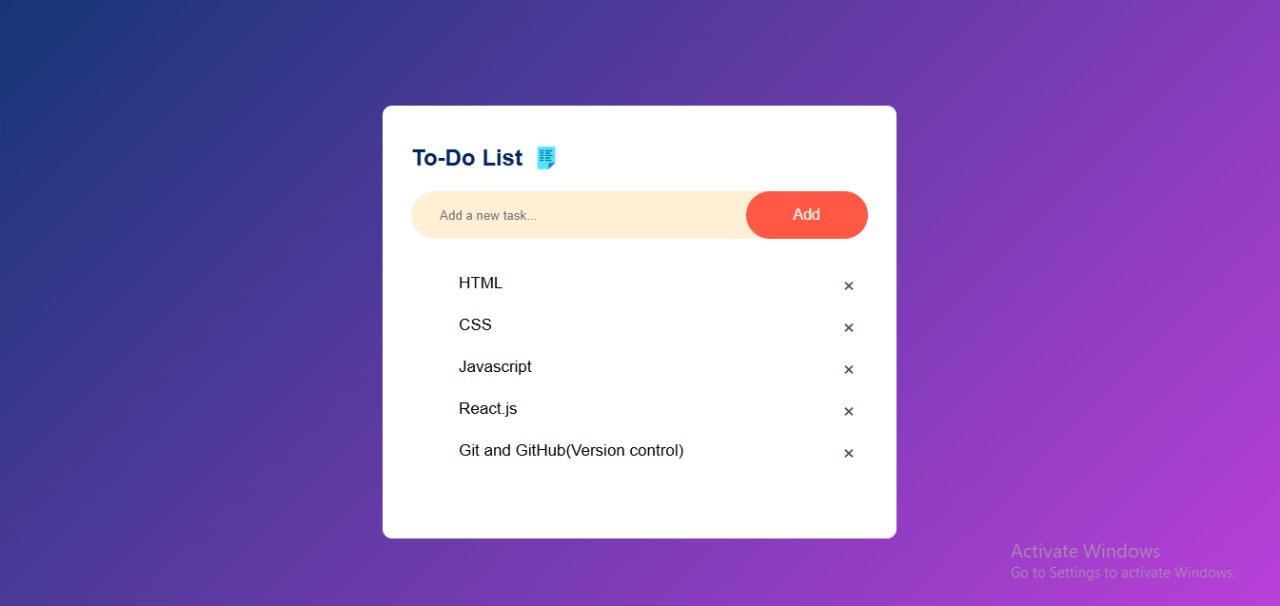 To-Do List
Add a new task...
Add
HTML
×
CSS
×
Javascript
×
React.js
×
Git and GitHub(Version control)
×
Activate Windows
Go to Settings to activate Windows.